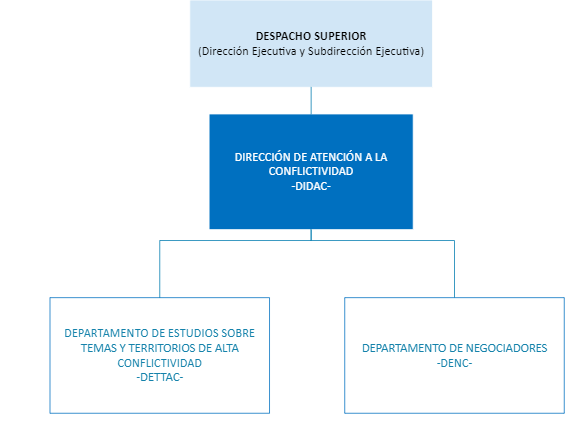 DESPACHO SUPERIOR
(Dirección Ejecutiva y Subdirección Ejecutiva)
DIRECCIÓN DE ATENCIÓN A LA
CONFLICTIVIDAD
-DIDAC-
DEPARTAMENTO DE ESTUDIOS SOBRE
TEMAS Y TERRITORIOS DE ALTA
CONFLICTIVIDAD
-DETTAC-
DEPARTAMENTO DE NEGOCIADORES
-DENC-